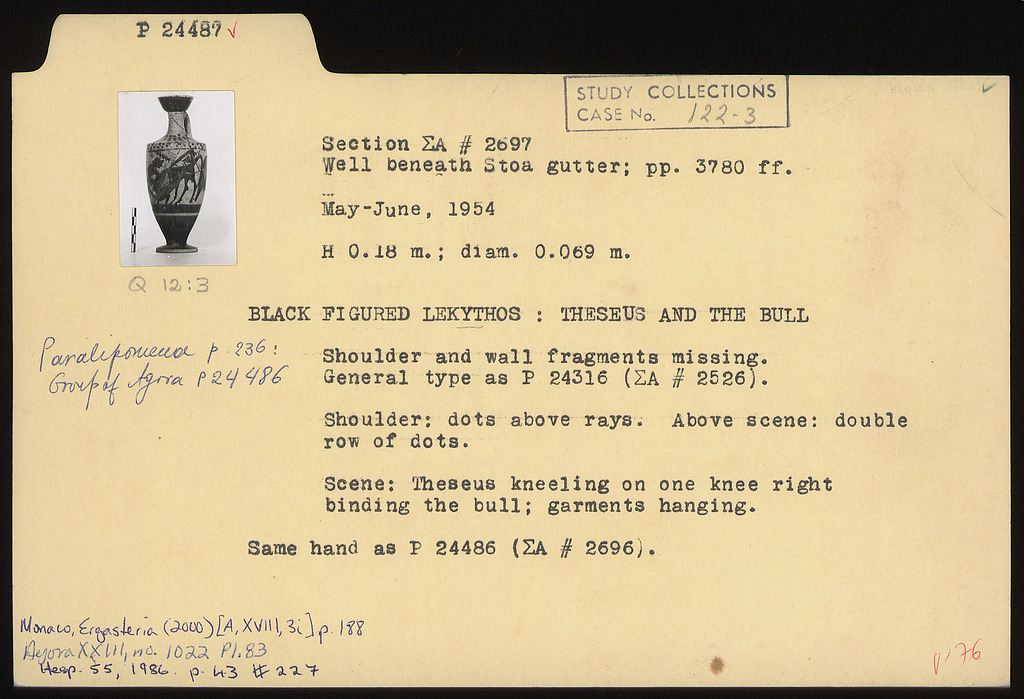 P 24487 ✓
STUDY COLLECTIONS
CASE No. 122-3
Section ΣA # 2697
Well beneath Stoa gutter; pp. 3780 ff.
May-June, 1954
H 0.18 m.; diam. 0.069 m.
Q 12:3
BLACK FIGURED LEKYTHOS : THESEUS AND THE BULL
Paralipomena p. 236:
Group of Agora P 24486
Shoulder and wall fragments missing.
General type as P 24316 (ΣA # 2526).
Shoulder: dots above rays. Above scene: double
row of dots.
Scene: Theseus kneeling on one knee right
binding the bull; garments hanging.
Same hand as P 24486 (ΣA # 2696).
Monaco, Ergasteria (2000) [A, XVIII, 3i] p. 188
Agora XXIII, no. 1022 Pl. 83
Hesp. 55, 1986. p. 43 # 227
V '76